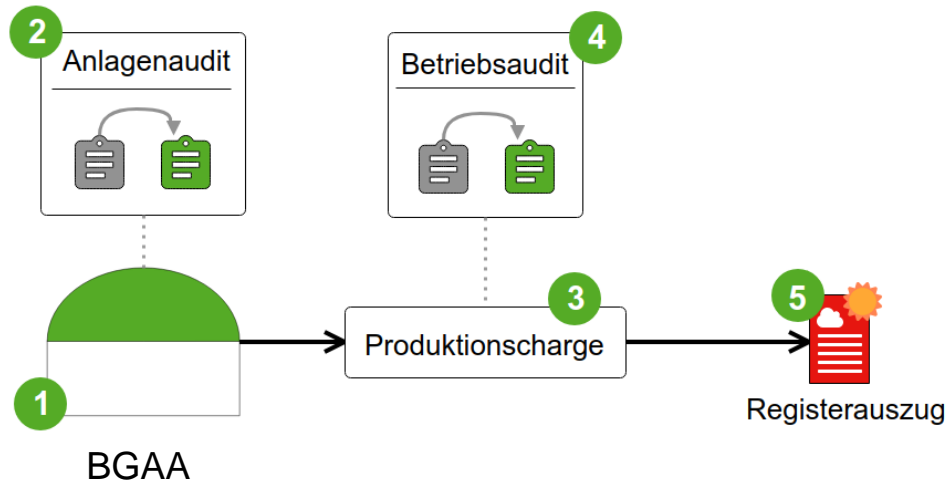 2
Anlagenaudit
4
Betriebsaudit
1
BGAA
3
Produktionscharge
5
Registerauszug